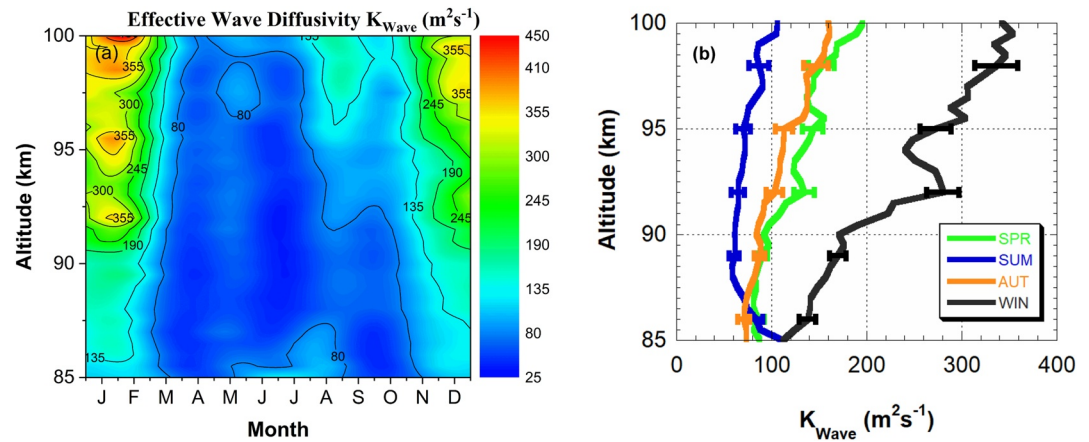 Effective Wave Diffusivity K_Wave (m²s⁻¹)
(a)
100
95
90
85
Altitude (km)
J F M A M J J A S O N D
Month
355
300
355
245
300
355
190
135
80
80
80
135
135
355
245
190
245
135
80
450
410
355
300
245
190
135
80
25
(b)
100
95
90
85
Altitude (km)
SPR
SUM
AUT
WIN
0 100 200 300 400
K_Wave (m²s⁻¹)